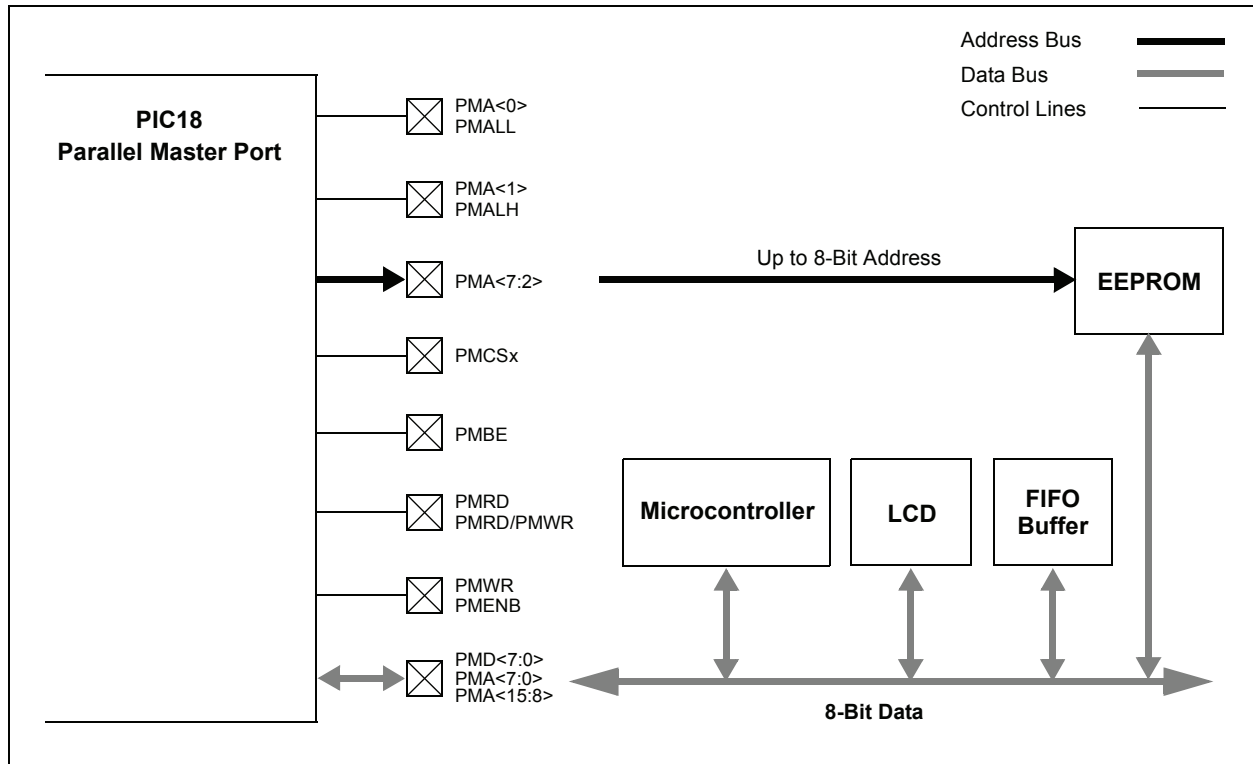 Address Bus
Data Bus
Control Lines
PIC18
Parallel Master Port
PMA<0>
PMALL
PMA<1>
PMALH
PMA<7:2>
Up to 8-Bit Address
EEPROM
PMCSx
PMBE
PMRD
PMRD/PMWR
Microcontroller
LCD
FIFO
Buffer
PMWR
PMENB
PMD<7:0>
PMA<7:0>
PMA<15:8>
8-Bit Data